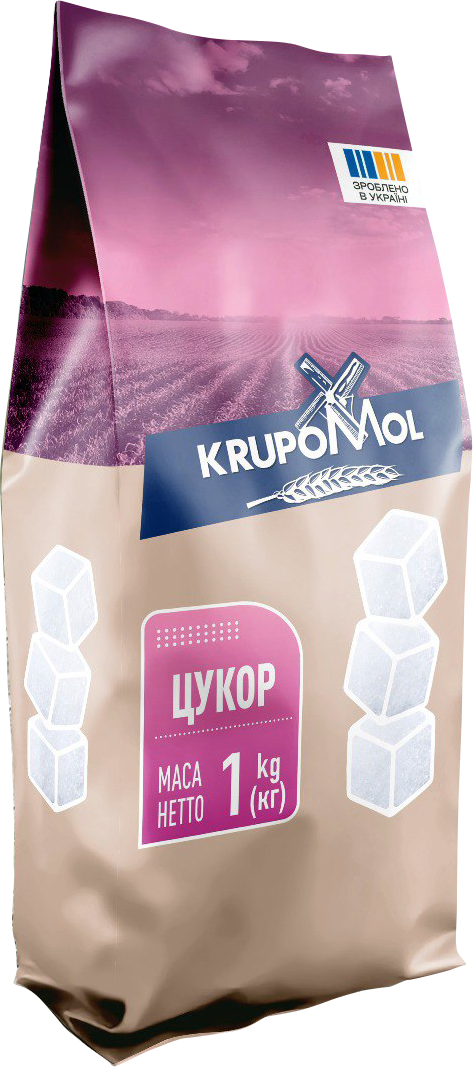 ЗРОБЛЕНО
В УКРАЇНІ
KRUPOMOL
ЦУКОР
МАСА
НЕТТО
1 kg
(кг)